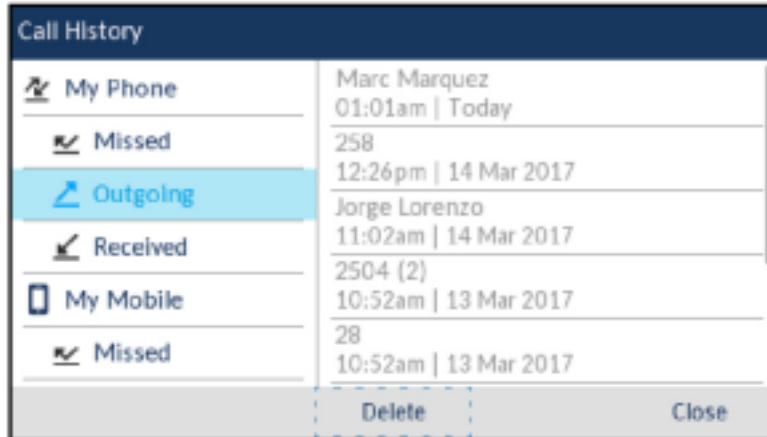 Call History
My Phone
Missed
Outgoing
Received
My Mobile
Missed
Marc Marquez
01:01am | Today
258
12:26pm | 14 Mar 2017
Jorge Lorenzo
11:02am | 14 Mar 2017
2504 (2)
10:52am | 13 Mar 2017
28
10:52am | 13 Mar 2017
Delete
Close